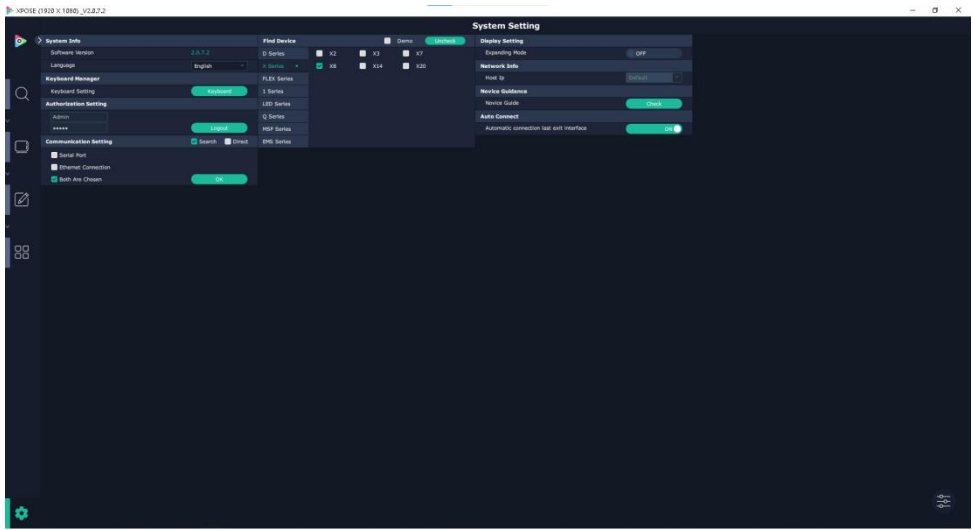 XPOSE (1920 X 1080) _V2.0.7.2
System Setting
System Info
Software Version 2.0.7.2
Language English
Keyboard Manager
Keyboard Setting Keyboard
Authorization Setting
Admin
***** Logout
Communication Setting Search Direct
Serial Port
Ethernet Connection
Both Are Chosen OK
Find Device Demo Uncheck
D Series X2 X3 X7
X Series X8 X14 X20
FLEX Series
1 Series
LED Series
Q Series
MSP Series
EMS Series
Display Setting
Expanding Mode OFF
Network Info
Host Ip Default
Novice Guidance
Novice Guide Check
Auto Connect
Automatic connection last exit interface ON